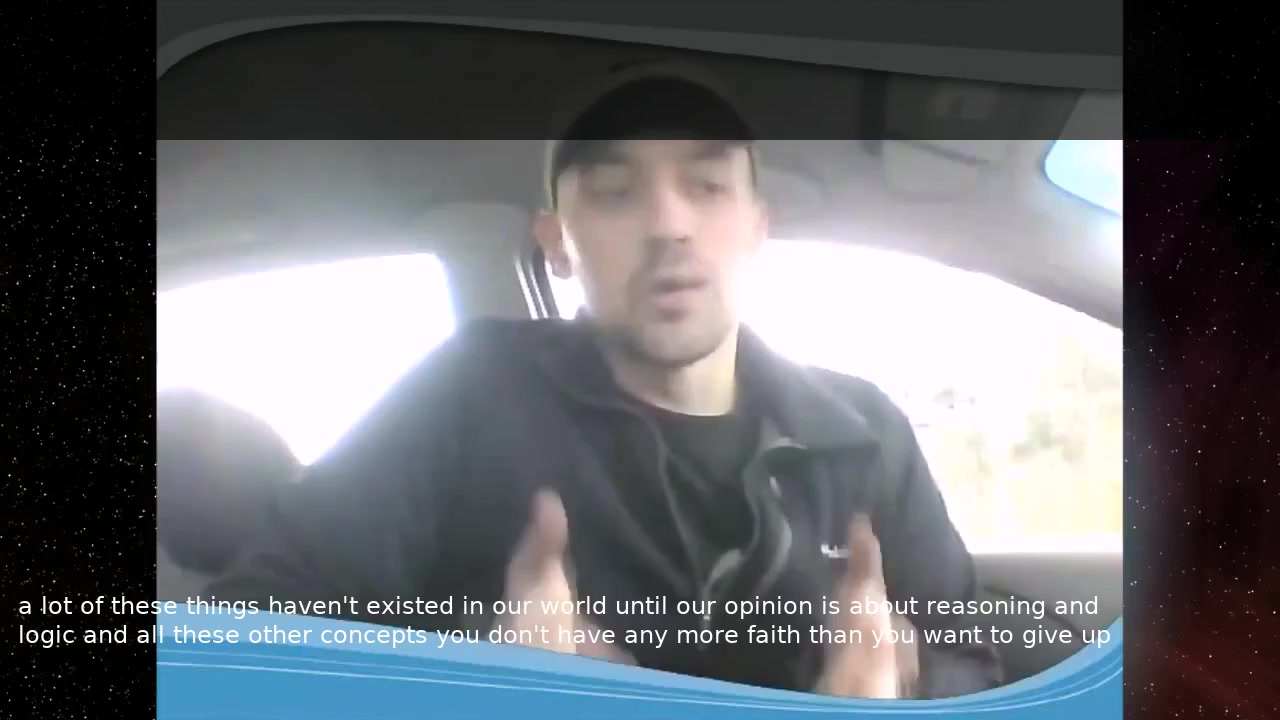 a lot of these things haven't existed in our world until our opinion is about reasoning and
logic and all these other concepts you don't have any more faith than you want to give up